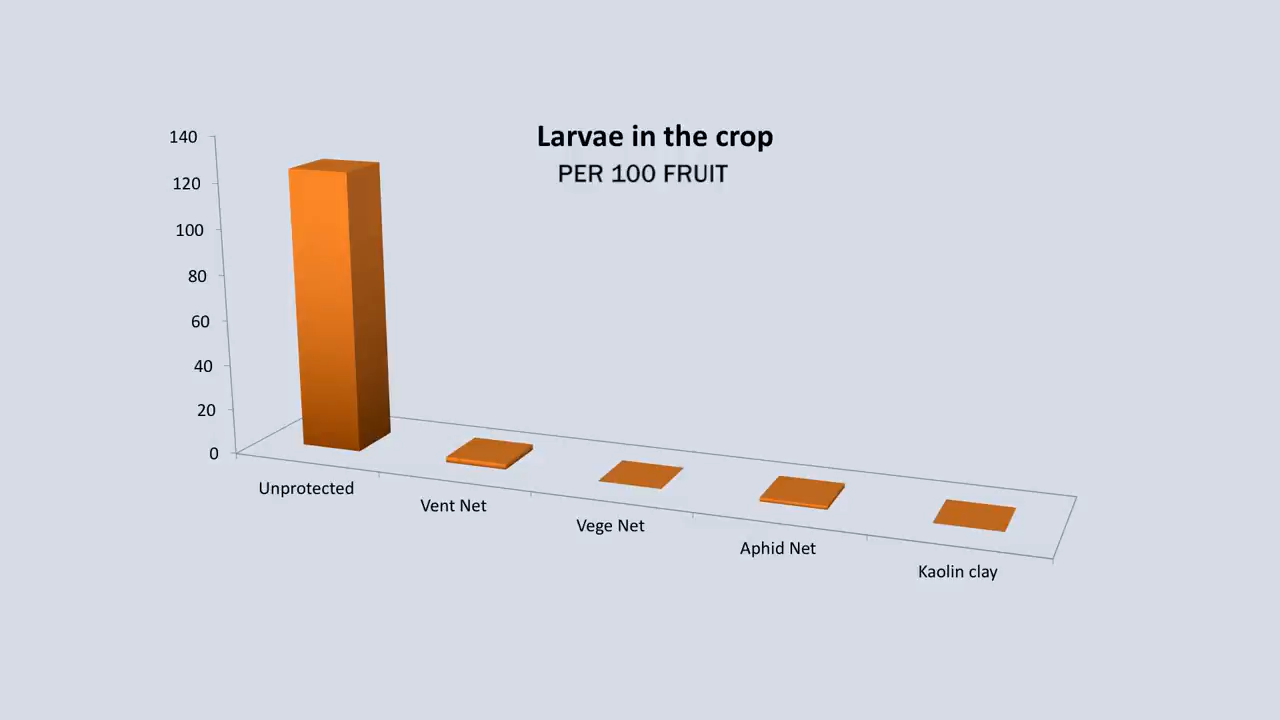 Larvae in the crop
PER 100 FRUIT
140
120
100
80
60
40
20
0
Unprotected
Vent Net
Vege Net
Aphid Net
Kaolin clay